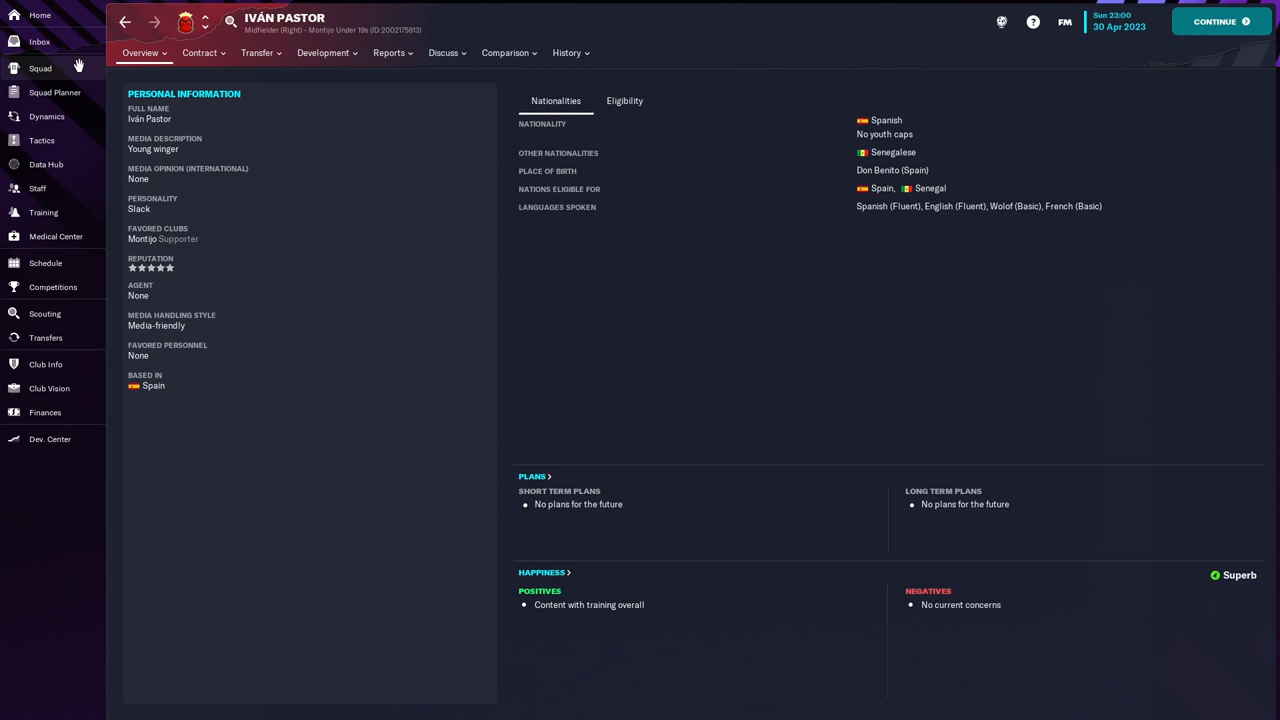 Home
Inbox
Squad
Squad Planner
Dynamics
Tactics
Data Hub
Staff
Training
Medical Center
Schedule
Competitions
Scouting
Transfers
Club Info
Club Vision
Finances
Dev. Center
IVÁN PASTOR
Midfielder (Right) - Montijo Under 19s (ID:2002175813)
FM
Sun 23:00
30 Apr 2023
CONTINUE
Overview
Contract
Transfer
Development
Reports
Discuss
Comparison
History
PERSONAL INFORMATION
FULL NAME
Iván Pastor
MEDIA DESCRIPTION
Young winger
MEDIA OPINION (INTERNATIONAL)
None
PERSONALITY
Slack
FAVORED CLUBS
Montijo Supporter
REPUTATION
AGENT
None
MEDIA HANDLING STYLE
Media-friendly
FAVORED PERSONNEL
None
BASED IN
Spain
Nationalities
Eligibility
NATIONALITY
Spanish
No youth caps
OTHER NATIONALITIES
Senegalese
PLACE OF BIRTH
Don Benito (Spain)
NATIONS ELIGIBLE FOR
Spain, Senegal
LANGUAGES SPOKEN
Spanish (Fluent), English (Fluent), Wolof (Basic), French (Basic)
PLANS
SHORT TERM PLANS
No plans for the future
LONG TERM PLANS
No plans for the future
HAPPINESS
Superb
POSITIVES
Content with training overall
NEGATIVES
No current concerns